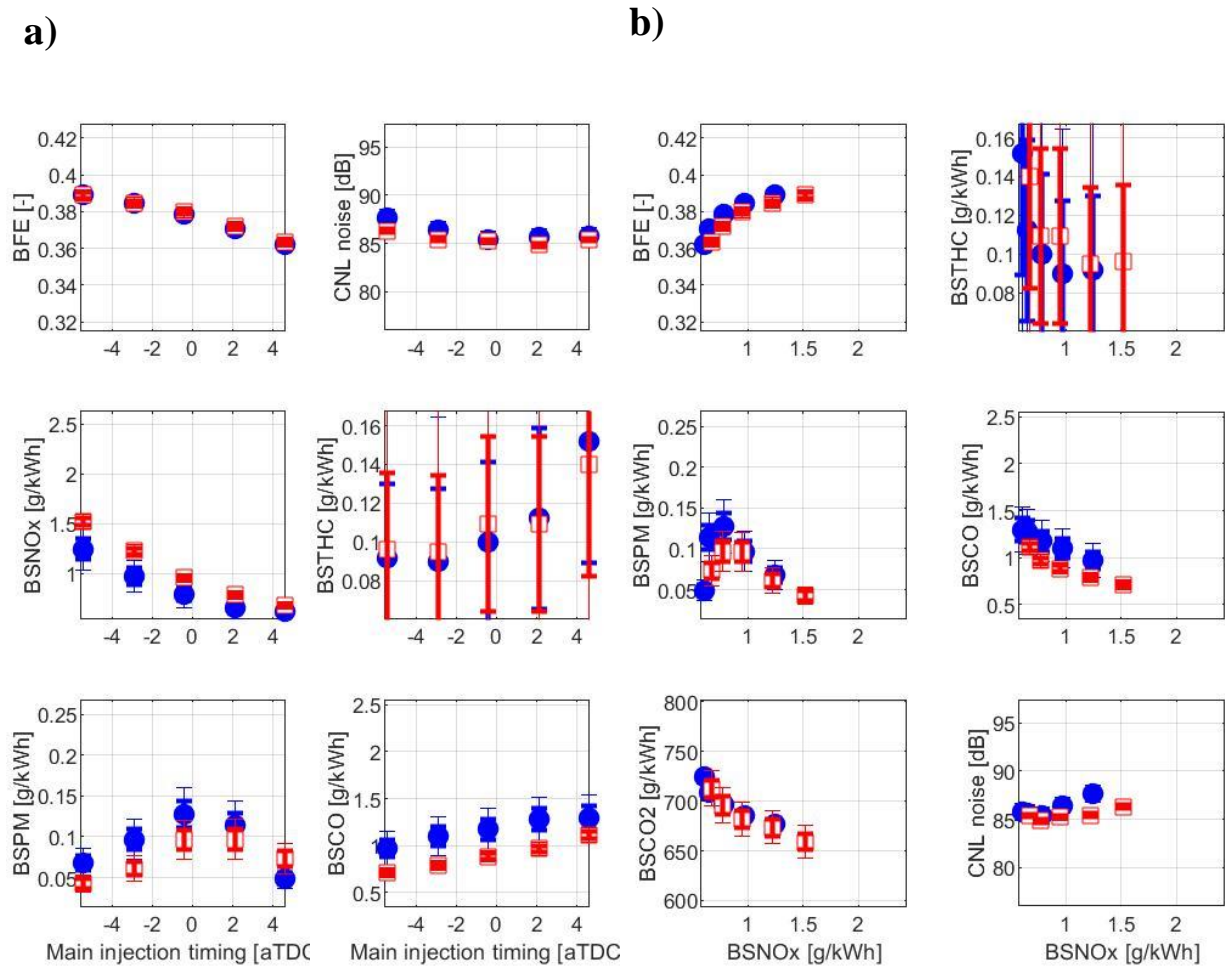 a)
b)
0.42
0.4
0.38
0.36
0.34
0.32
BFE [-]
-4 -2 0 2 4
95
90
85
80
CNL noise [dB]
-4 -2 0 2 4
0.42
0.4
0.38
0.36
0.34
0.32
BFE [-]
1 1.5 2
0.16
0.14
0.12
0.1
0.08
BSTHC [g/kWh]
1 1.5 2
2.5
2
1.5
1
BSNOx [g/kWh]
-4 -2 0 2 4
0.16
0.14
0.12
0.1
0.08
BSTHC [g/kWh]
-4 -2 0 2 4
0.25
0.2
0.15
0.1
0.05
BSPM [g/kWh]
1 1.5 2
2.5
2
1.5
1
0.5
BSCO [g/kWh]
1 1.5 2
0.25
0.2
0.15
0.1
0.05
BSPM [g/kWh]
-4 -2 0 2 4
Main injection timing [aTDC
2.5
2
1.5
1
0.5
BSCO [g/kWh]
-4 -2 0 2 4
Main injection timing [aTDC
800
750
700
650
600
BSCO2 [g/kWh]
1 1.5 2
BSNOx [g/kWh]
95
90
85
80
CNL noise [dB]
1 1.5 2
BSNOx [g/kWh]